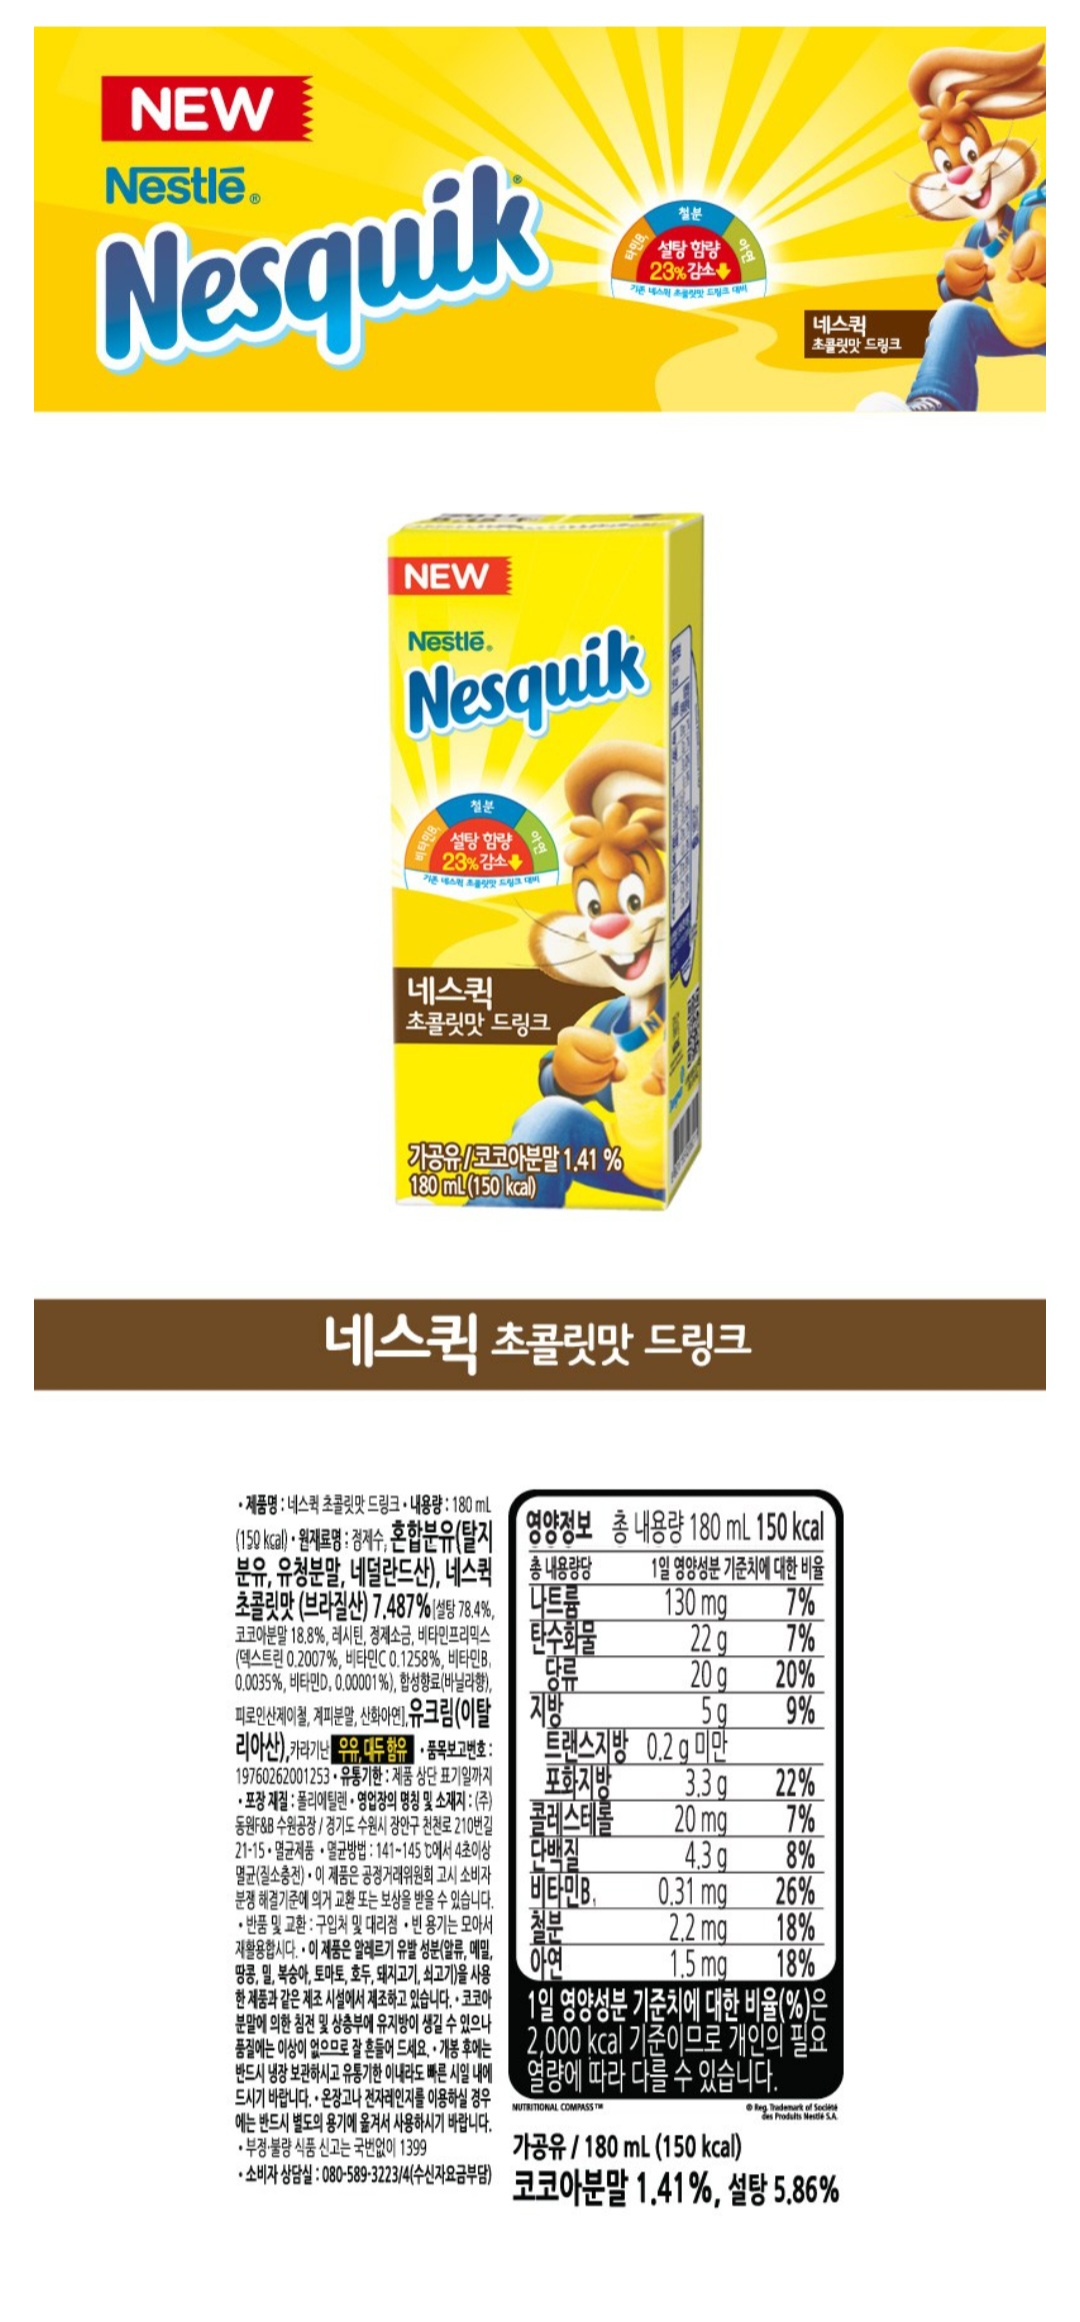 NEW
Nestlé®
Nesquik®
철분
타민B₁
아연
설탕 함량
23%감소
기존 네스퀵 초콜릿맛 드링크 대비
네스퀵
초콜릿맛 드링크
NEW
Nestlé®
Nesquik
철분
비타민B₁
아연
설탕 함량
23%감소
기존 네스퀵 초콜릿맛 드링크 대비
네스퀵
초콜릿맛 드링크
N
가공유/코코아분말 1.41 %
180 mL(150 kcal)
네스퀵 초콜릿맛 드링크
• 제품명 : 네스퀵 초콜릿맛 드링크 • 내용량 : 180 mL
(150 kcal) • 원재료명 : 정제수, 혼합분유(탈지
분유, 유청분말, 네덜란드산), 네스퀵
초콜릿맛 (브라질산) 7.487%[설탕 78.4%,
코코아분말 18.8%, 레시틴, 정제소금, 비타민프리믹스
(덱스트린 0.2007%, 비타민C 0.1258%, 비타민B₁
0.0035%, 비타민D₃ 0.00001%), 합성향료(바닐라향),
피로인산제이철, 계피분말, 산화아연], 유크림(이탈
리아산), 카라기난 우유, 대두 함유 • 품목보고번호 :
19760262001253 • 유통기한 : 제품 상단 표기일까지
• 포장 재질 : 폴리에틸렌 • 영업장의 명칭 및 소재지 : (주)
동원F&B 수원공장 / 경기도 수원시 장안구 천천로 210번길
21-15 • 멸균제품 • 멸균방법 : 141~145 ℃에서 4초이상
멸균(질소충전) • 이 제품은 공정거래위원회 고시 소비자
분쟁 해결기준에 의거 교환 또는 보상을 받을 수 있습니다.
• 반품 및 교환 : 구입처 및 대리점 • 빈 용기는 모아서
재활용합시다. • 이 제품은 알레르기 유발 성분(알류, 메밀,
땅콩, 밀, 복숭아, 토마토, 호두, 돼지고기, 쇠고기)을 사용
한 제품과 같은 제조 시설에서 제조하고 있습니다. • 코코아
분말에 의한 침전 및 상층부에 유지방이 생길 수 있으나
품질에는 이상이 없으므로 잘 흔들어 드세요. • 개봉 후에는
반드시 냉장 보관하시고 유통기한 이내라도 빠른 시일 내에
드시기 바랍니다. • 온장고나 전자레인지를 이용하실 경우
에는 반드시 별도의 용기에 옮겨서 사용하시기 바랍니다.
• 부정·불량 식품 신고는 국번없이 1399
• 소비자 상담실 : 080-589-3223/4(수신자요금부담)
영양정보 총 내용량 180 mL 150 kcal
총 내용량당 1일 영양성분 기준치에 대한 비율
나트륨 130 mg 7%
탄수화물 22 g 7%
당류 20 g 20%
지방 5 g 9%
트랜스지방 0.2 g 미만
포화지방 3.3 g 22%
콜레스테롤 20 mg 7%
단백질 4.3 g 8%
비타민B₁ 0.31 mg 26%
철분 2.2 mg 18%
아연 1.5 mg 18%
1일 영양성분 기준치에 대한 비율(%)은
2,000 kcal 기준이므로 개인의 필요
열량에 따라 다를 수 있습니다.
NUTRITIONAL COMPASS™
® Reg. Trademark of Société
des Produits Nestlé S.A.
가공유 / 180 mL (150 kcal)
코코아분말 1.41%, 설탕 5.86%